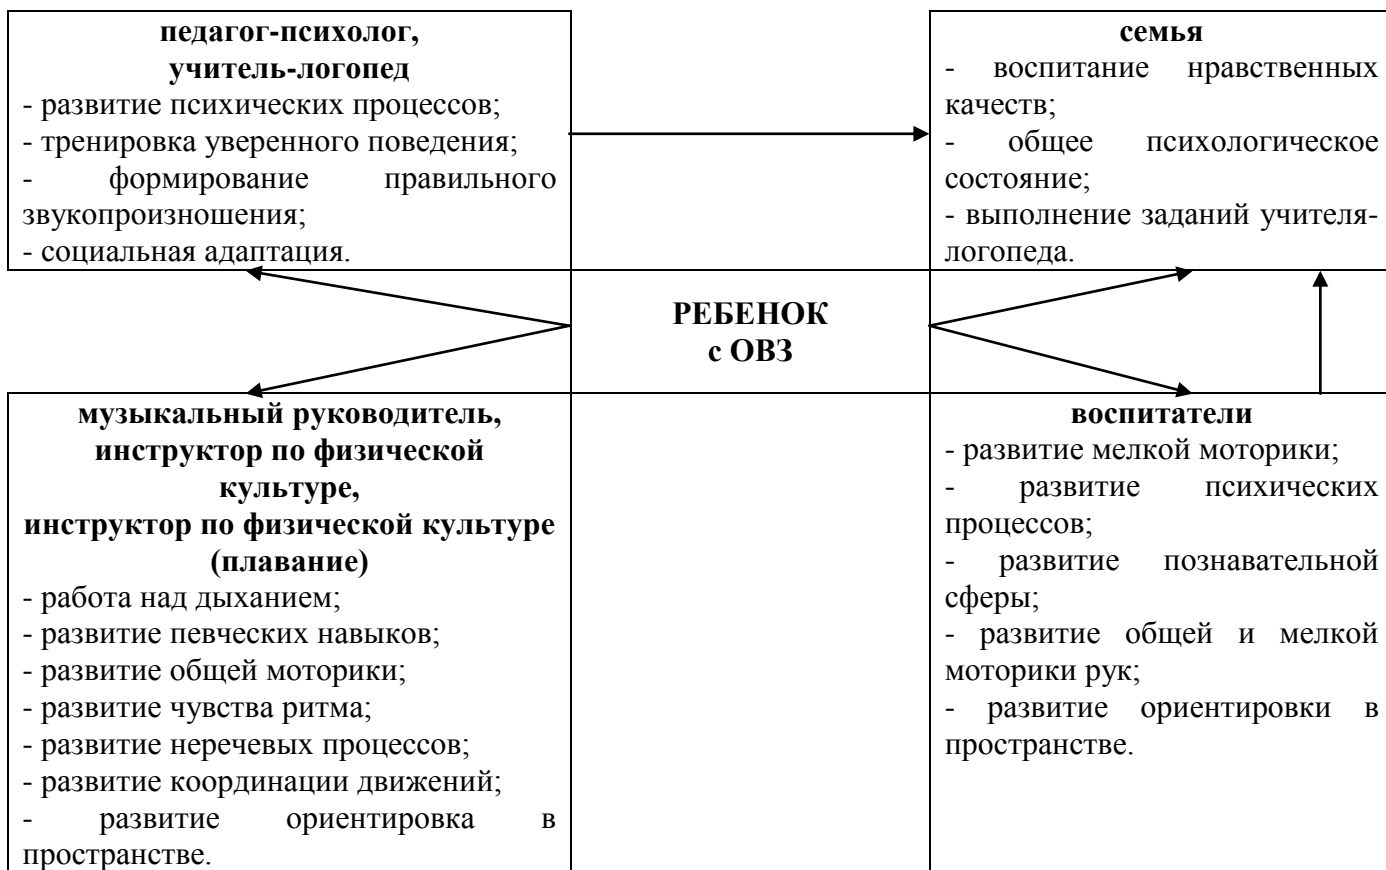 педагог-психолог,
учитель-логопед
- развитие психических процессов;
- тренировка уверенного поведения;
- формирование правильного
звукопроизношения;
- социальная адаптация.
семья
- воспитание нравственных
качеств;
- общее психологическое
состояние;
- выполнение заданий учителя-
логопеда.
РЕБЕНОК
с ОВЗ
музыкальный руководитель,
инструктор по физической
культуре,
инструктор по физической культуре
(плавание)
- работа над дыханием;
- развитие певческих навыков;
- развитие общей моторики;
- развитие чувства ритма;
- развитие неречевых процессов;
- развитие координации движений;
- развитие ориентировка в
пространстве.
воспитатели
- развитие мелкой моторики;
- развитие психических
процессов;
- развитие познавательной
сферы;
- развитие общей и мелкой
моторики рук;
- развитие ориентировки в
пространстве.